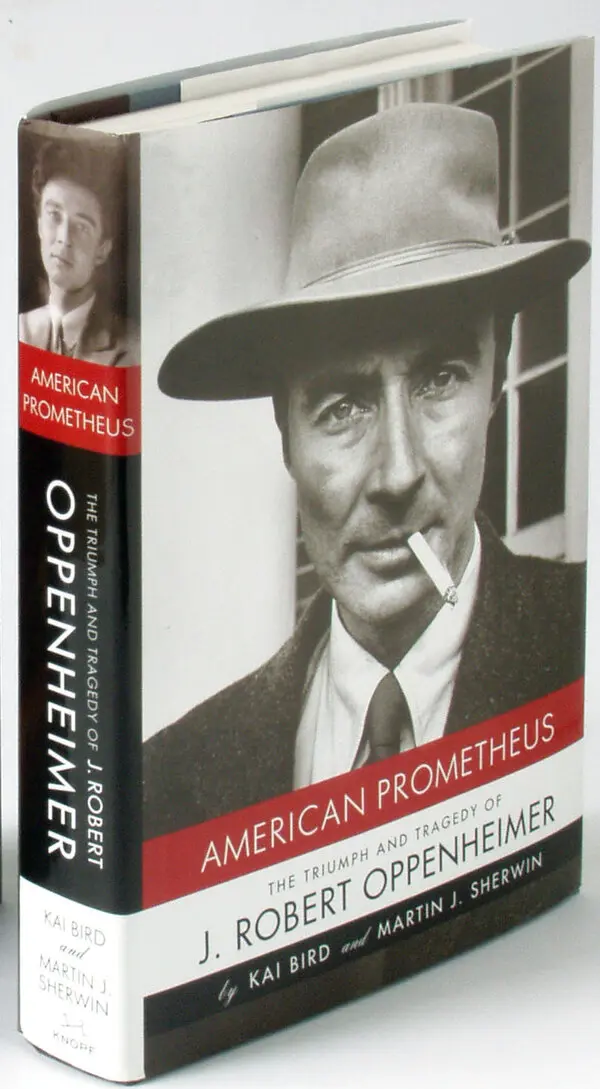 AMERICAN
PROMETHEUS
THE TRIUMPH AND TRAGEDY OF J. ROBERT
OPPENHEIMER
KAI BIRD
and
MARTIN J.
SHERWIN
KNOPF
AMERICAN PROMETHEUS
THE TRIUMPH AND TRAGEDY OF
J. ROBERT OPPENHEIMER
by KAI BIRD and MARTIN J. SHERWIN